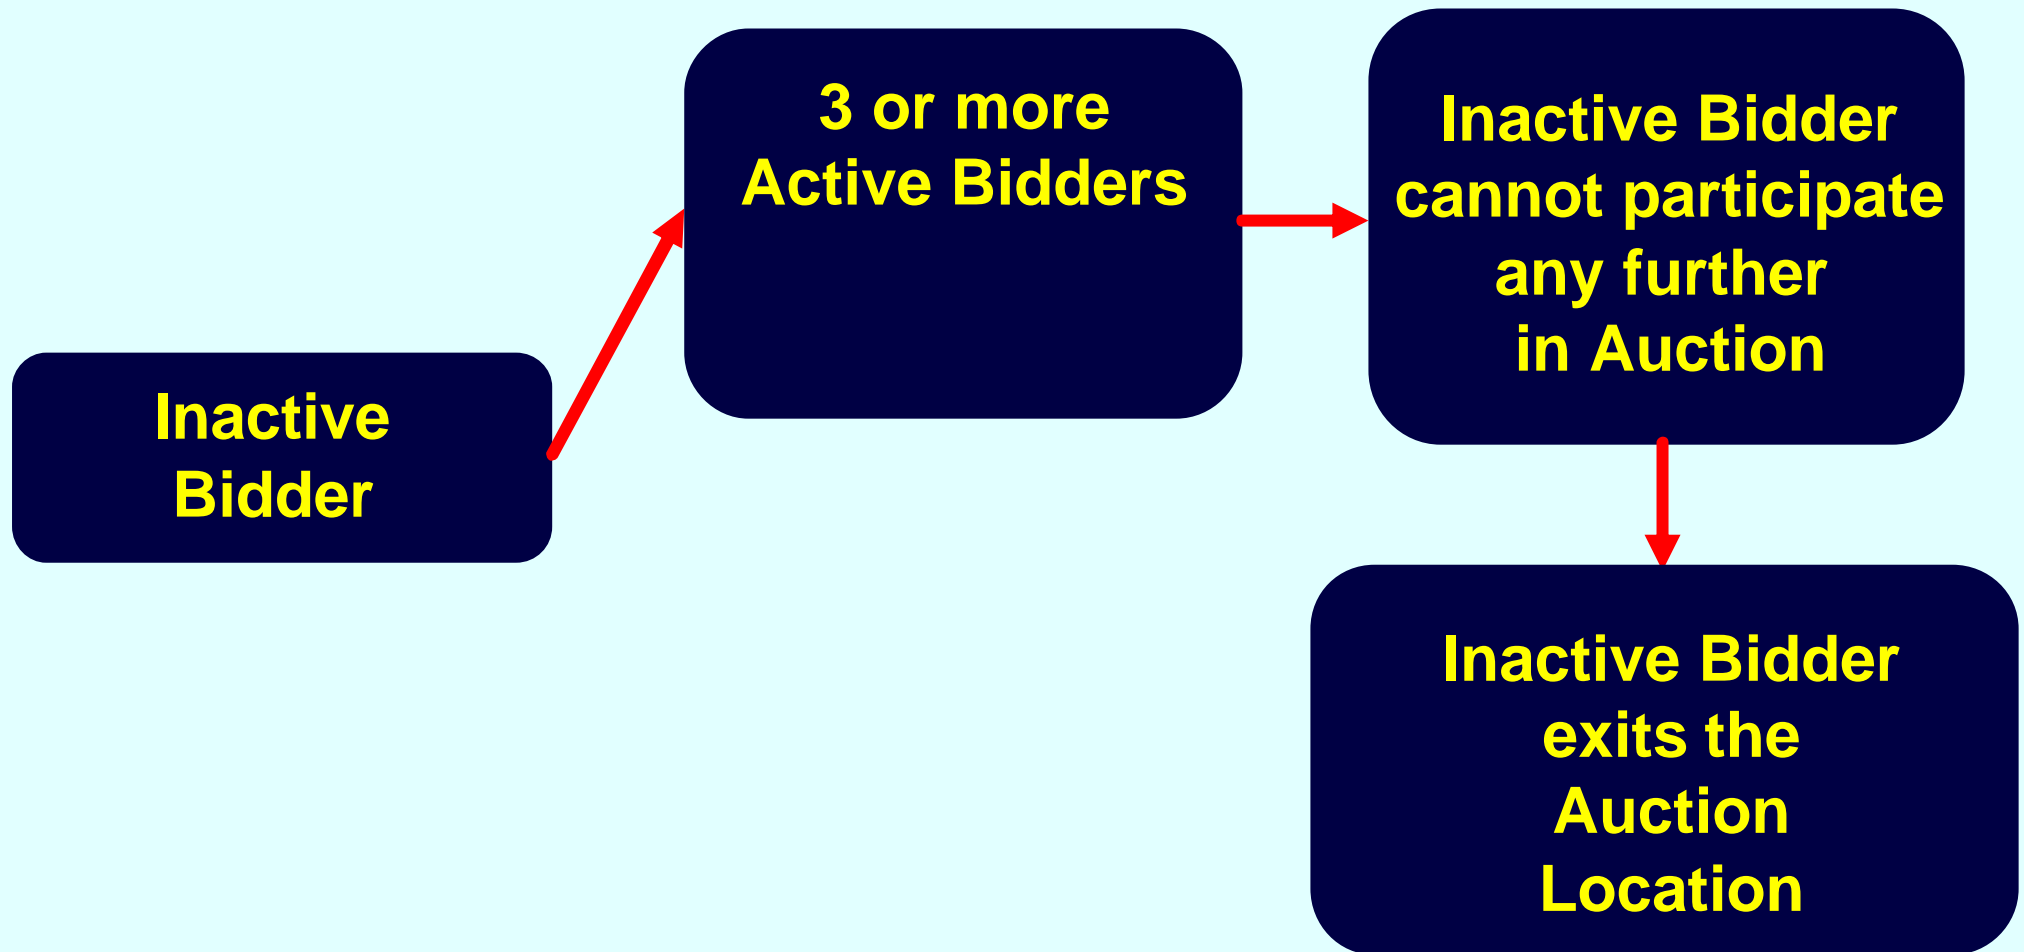 3 or more
Active Bidders
Inactive Bidder
cannot participate
any further
in Auction
Inactive
Bidder
Inactive Bidder
exits the
Auction
Location